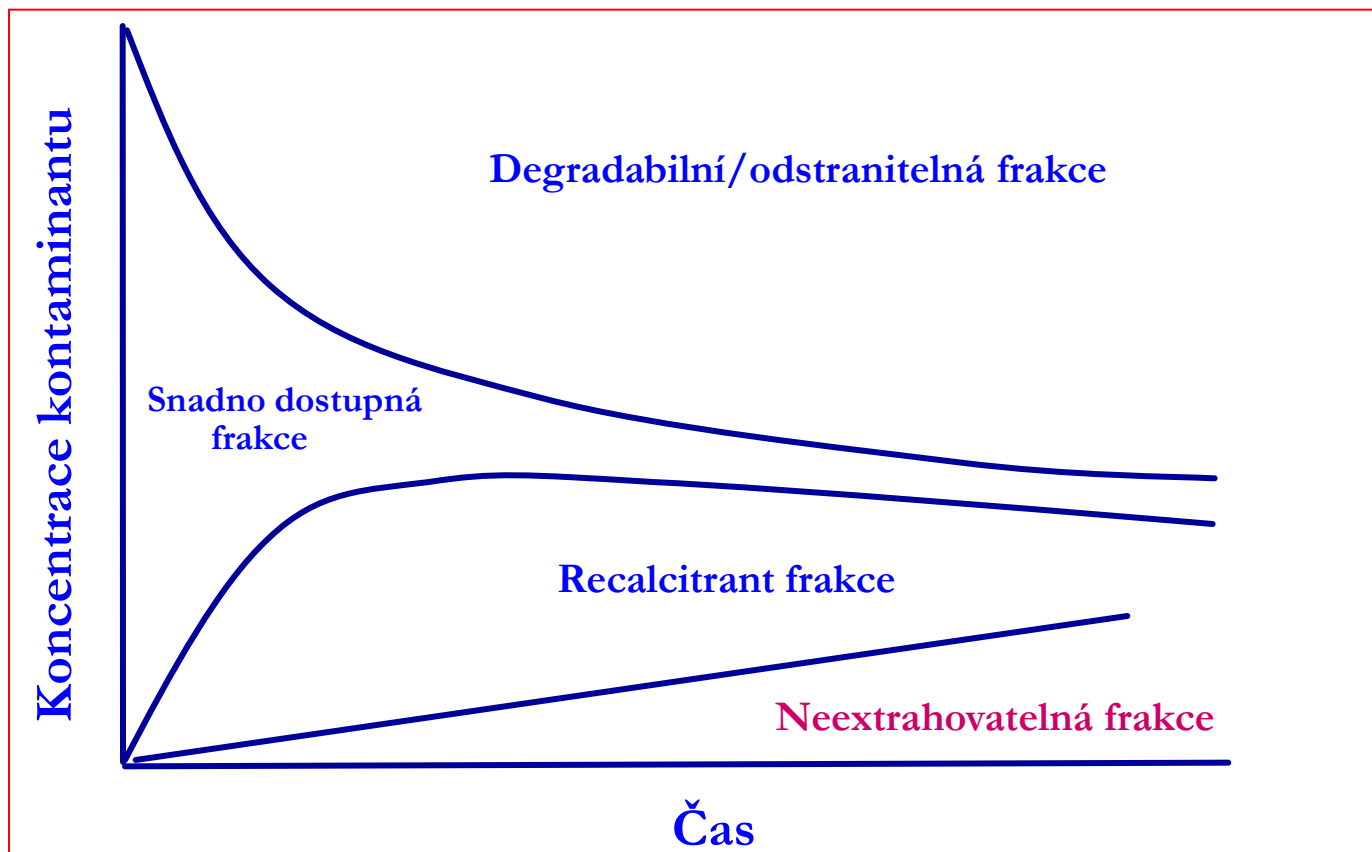 Koncentrace kontaminantu
Degradabilní/odstranitelná frakce
Snadno dostupná
frakce
Recalcitrant frakce
Neextrahovatelná frakce
Čas